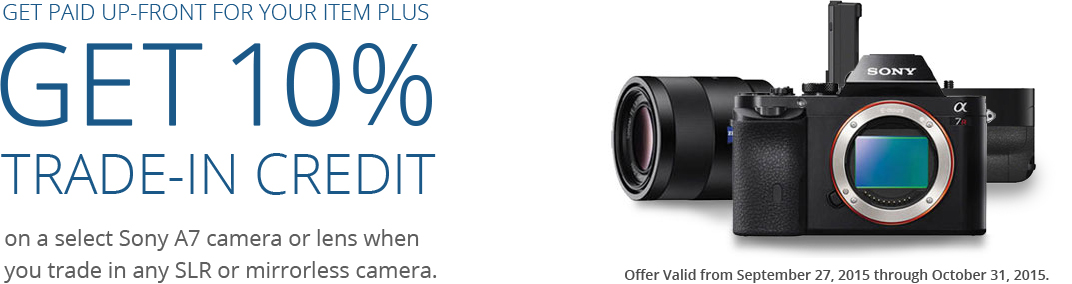 GET PAID UP-FRONT FOR YOUR ITEM PLUS
GET 10%
TRADE-IN CREDIT
on a select Sony A7 camera or lens when
you trade in any SLR or mirrorless camera.
SONY
α
7R
Offer Valid from September 27, 2015 through October 31, 2015.